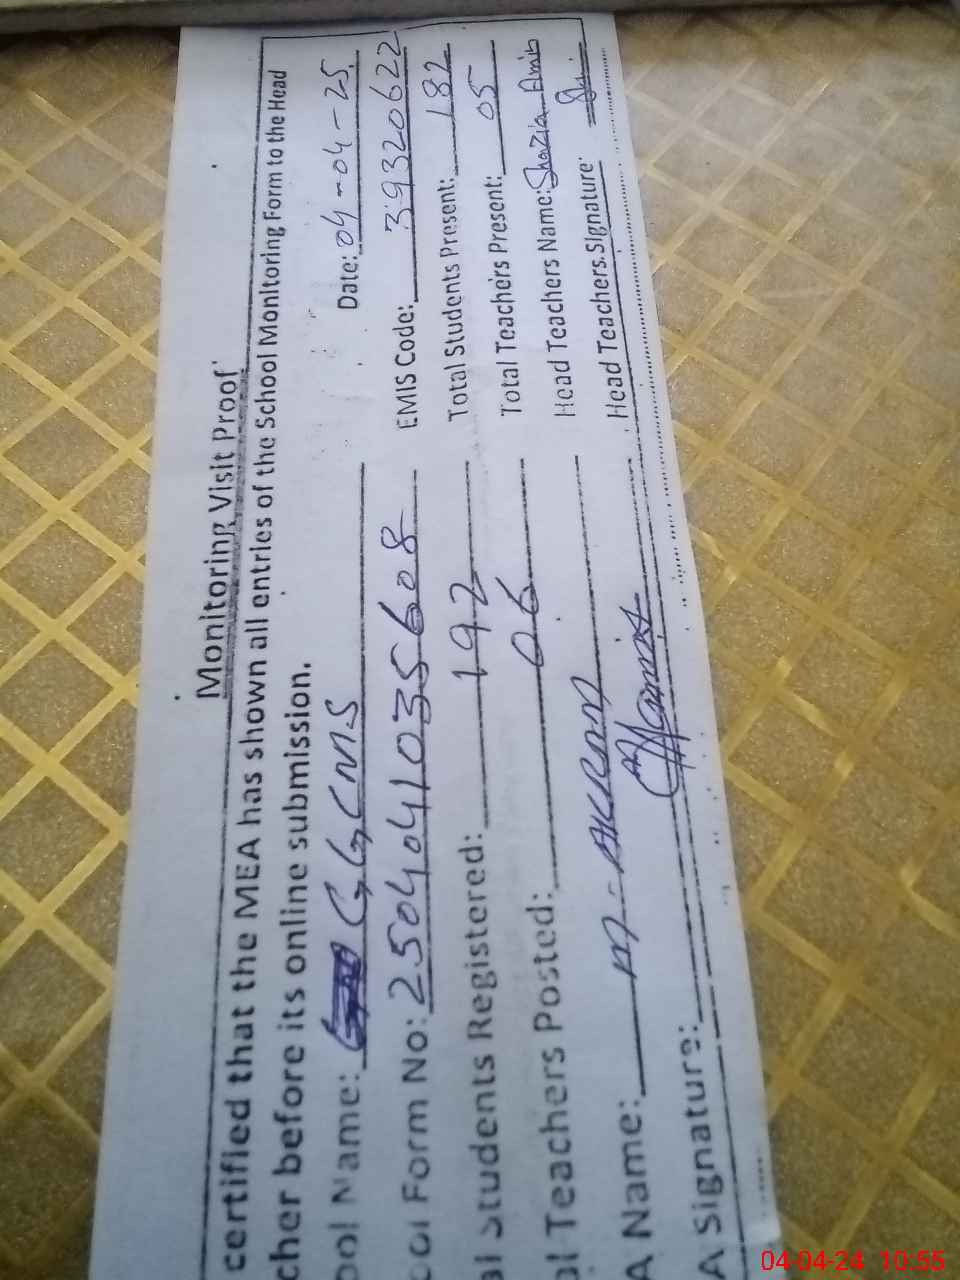 Monitoring Visit Proof
certified that the MEA has shown all entries of the School Monitoring Form to the Head
cher before its online submission.
ool Name: G.G.C.M.S Date: 04-04-25
Form No: 2504041035608 EMIS Code: 39320622
al Students Registered: 192 Total Students Present: 182
al Teachers Posted: 06 Total Teachers Present: 05
A Name: M. Akram Head Teachers Name: Shazia Amin
A Signature: Head Teachers Signature:
04-04-24 10:55